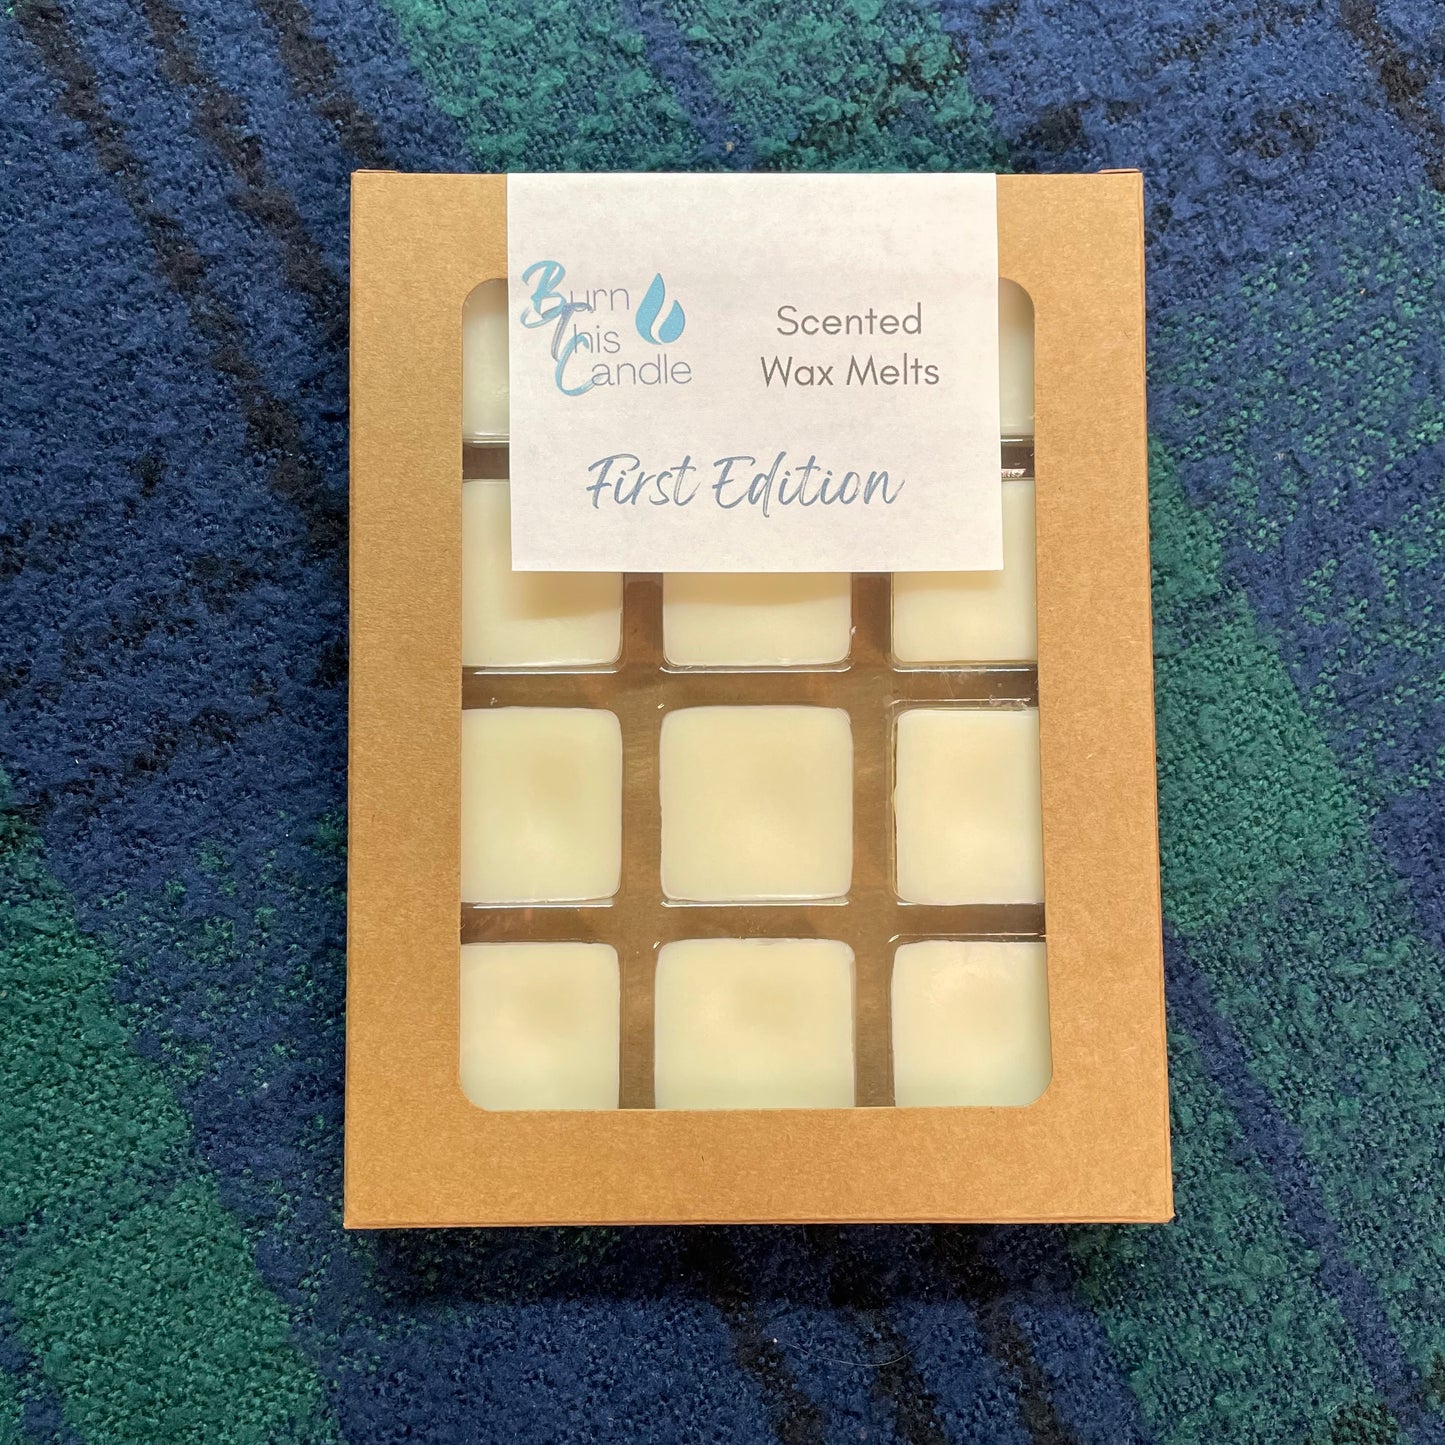 Burn
This
Candle
Scented
Wax Melts
First Edition